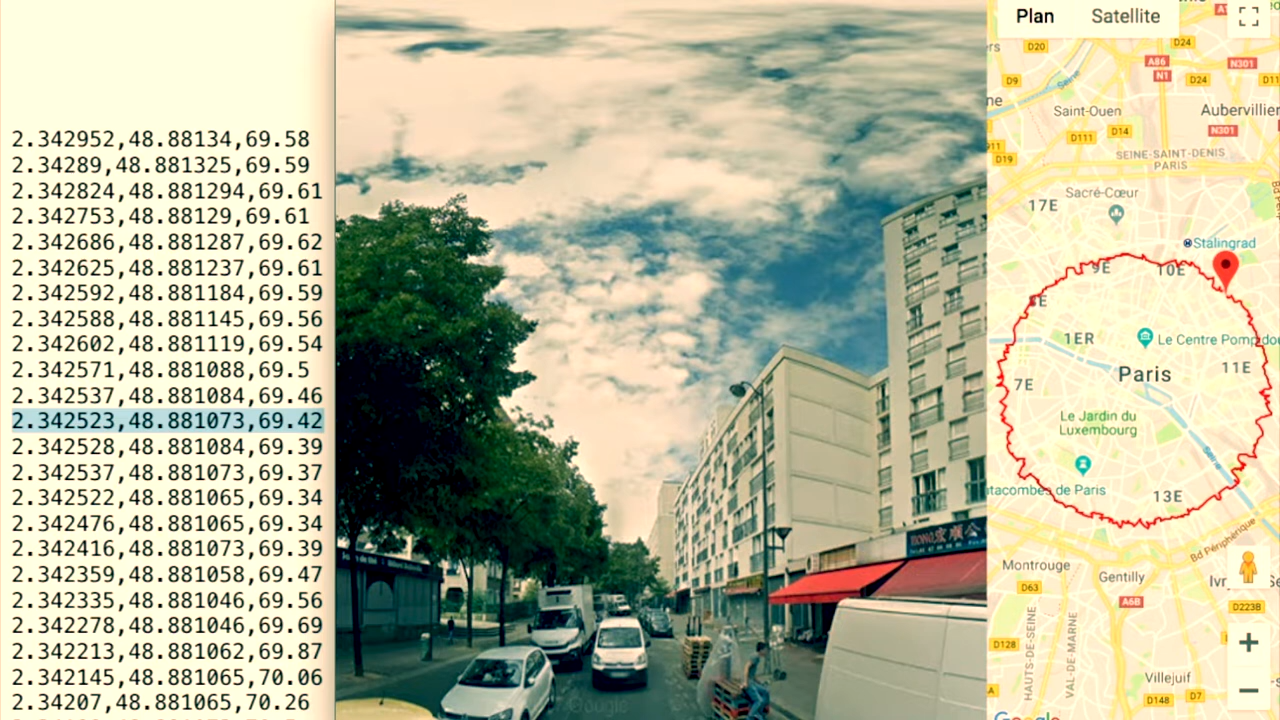 2.342952,48.88134,69.58
2.34289,48.881325,69.59
2.342824,48.881294,69.61
2.342753,48.88129,69.61
2.342686,48.881287,69.62
2.342625,48.881237,69.61
2.342592,48.881184,69.59
2.342588,48.881145,69.56
2.342602,48.881119,69.54
2.342571,48.881088,69.5
2.342537,48.881084,69.46
2.342523,48.881073,69.42
2.342528,48.881084,69.39
2.342537,48.881073,69.37
2.342522,48.881065,69.34
2.342476,48.881065,69.34
2.342416,48.881073,69.39
2.342359,48.881058,69.47
2.342335,48.881046,69.56
2.342278,48.881046,69.69
2.342213,48.881062,69.87
2.342145,48.881065,70.06
2.34207,48.881065,70.26
Google
Plan Satellite
D20
D24
A86
N1
N301
D9
D24
Seine
Saint-Ouen
Aubervillier
D111 D14
N301
D19
SEINE-SAINT-DENIS
PARIS
Sacré-Cœur
17E
Stalingrad
9E
10E
8E
1ER
Le Centre Pompido
Paris
11E
7E
Le Jardin du
Luxembourg
Seine
tacombes de Paris
13E
Bd Périphérique
Montrouge
Gentilly
D63
A6B
D223B
HAUTS-DE-SEINE
VAL-DE-MARNE
D128
+
Villejuif
D148 D7
−
Google